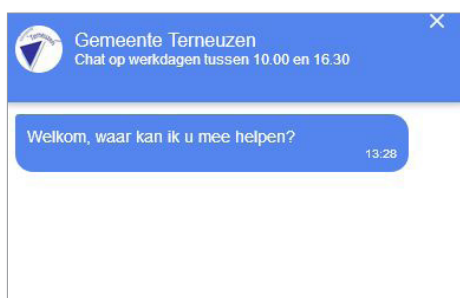 Gemeente Terneuzen
Chat op werkdagen tussen 10.00 en 16.30
Welkom, waar kan ik u mee helpen?
13:28